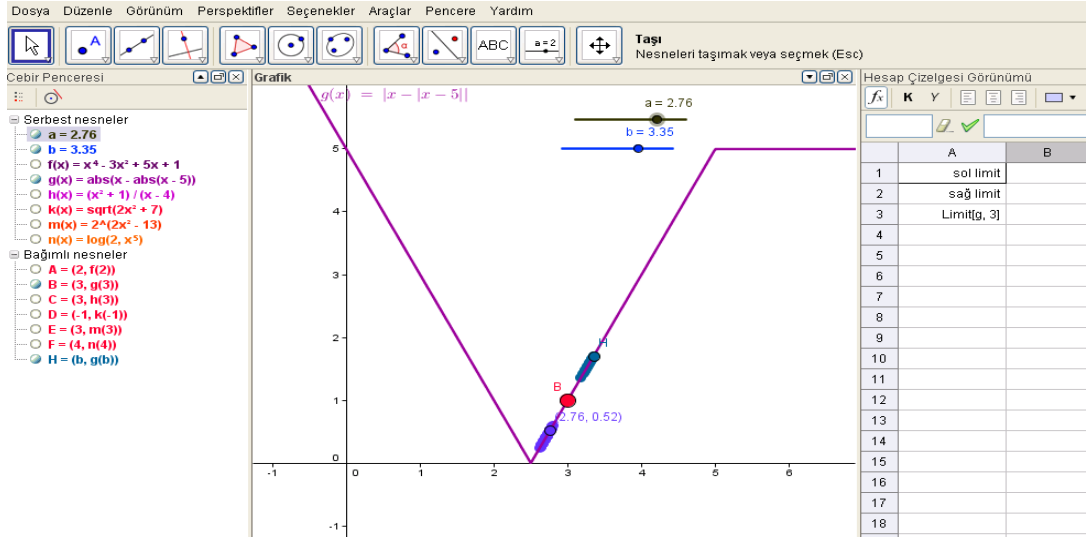 Dosya Düzenle Görünüm Perspektifler Seçenekler Araçlar Pencere Yardım
A
α
ABC
a=2
Taşı
Nesneleri taşımak veya seçmek (Esc)
Cebir Penceresi
Serbest nesneler
a = 2.76
b = 3.35
f(x) = x⁴ - 3x² + 5x + 1
g(x) = abs(x - abs(x - 5))
h(x) = (x² + 1) / (x - 4)
k(x) = sqrt(2x² + 7)
m(x) = 2^(2x² - 13)
n(x) = log(2, x⁵)
Bağımlı nesneler
A = (2, f(2))
B = (3, g(3))
C = (3, h(3))
D = (-1, k(-1))
E = (3, m(3))
F = (4, n(4))
H = (b, g(b))
Grafik
g(x) = |x − |x − 5||
a = 2.76
b = 3.35
5
4
3
2
1
0
-1
H
B
(2.76, 0.52)
-1 0 1 2 3 4 5 6
Hesap Çizelgesi Görünümü
fx K Y
A B
1 sol limit
2 sağ limit
3 Limit[g, 3]
4
5
6
7
8
9
10
11
12
13
14
15
16
17
18